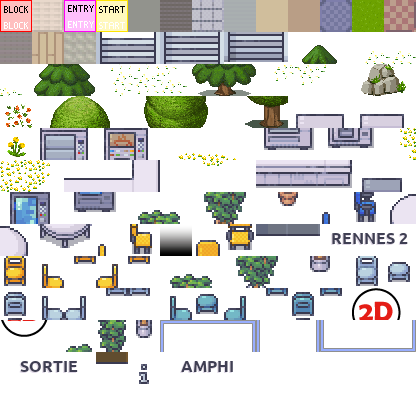 BLOCK ENTRY START
BLOCK ENTRY START
RENNES 2
2D
SORTIE AMPHI
i